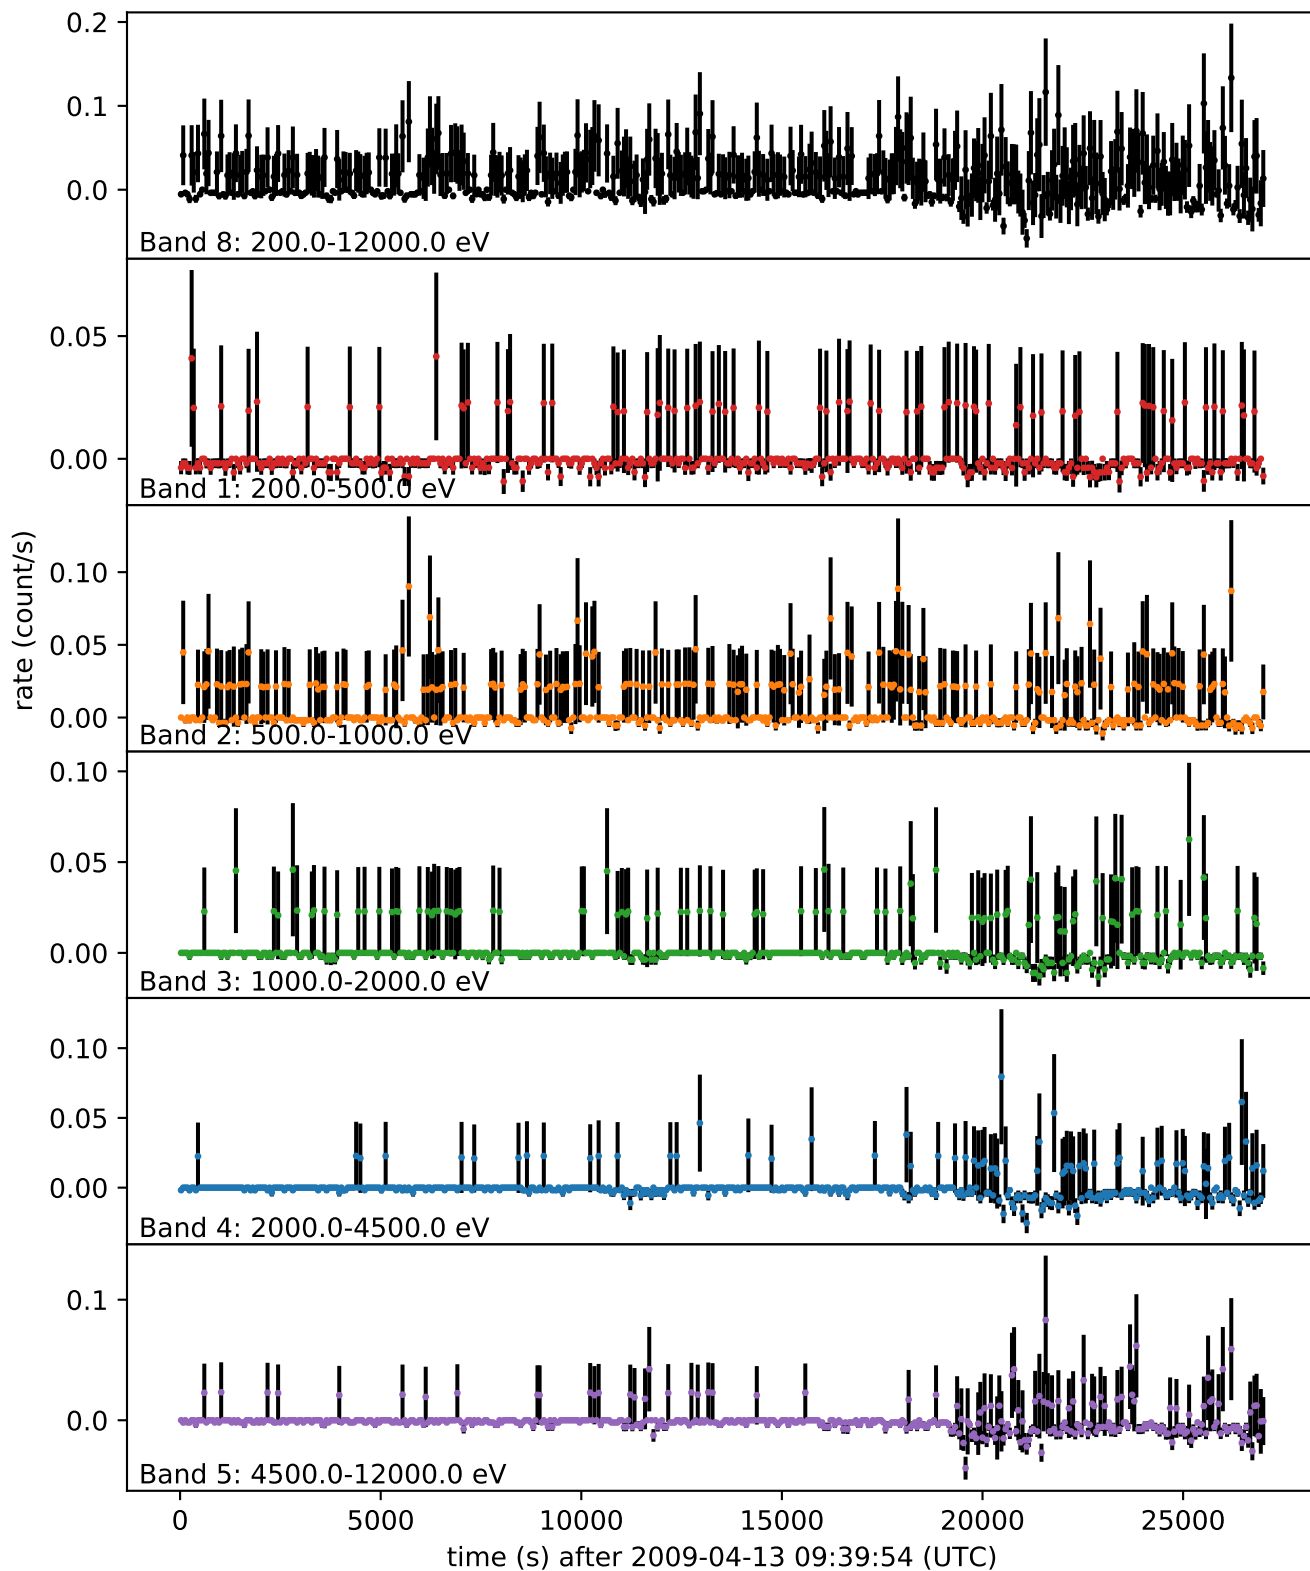 0.2
0.1
0.0
Band 8: 200.0-12000.0 eV
0.05
0.00
Band 1: 200.0-500.0 eV
rate (count/s)
0.10
0.05
0.00
Band 2: 500.0-1000.0 eV
0.10
0.05
0.00
Band 3: 1000.0-2000.0 eV
0.10
0.05
0.00
Band 4: 2000.0-4500.0 eV
0.1
0.0
Band 5: 4500.0-12000.0 eV
0 5000 10000 15000 20000 25000
time (s) after 2009-04-13 09:39:54 (UTC)